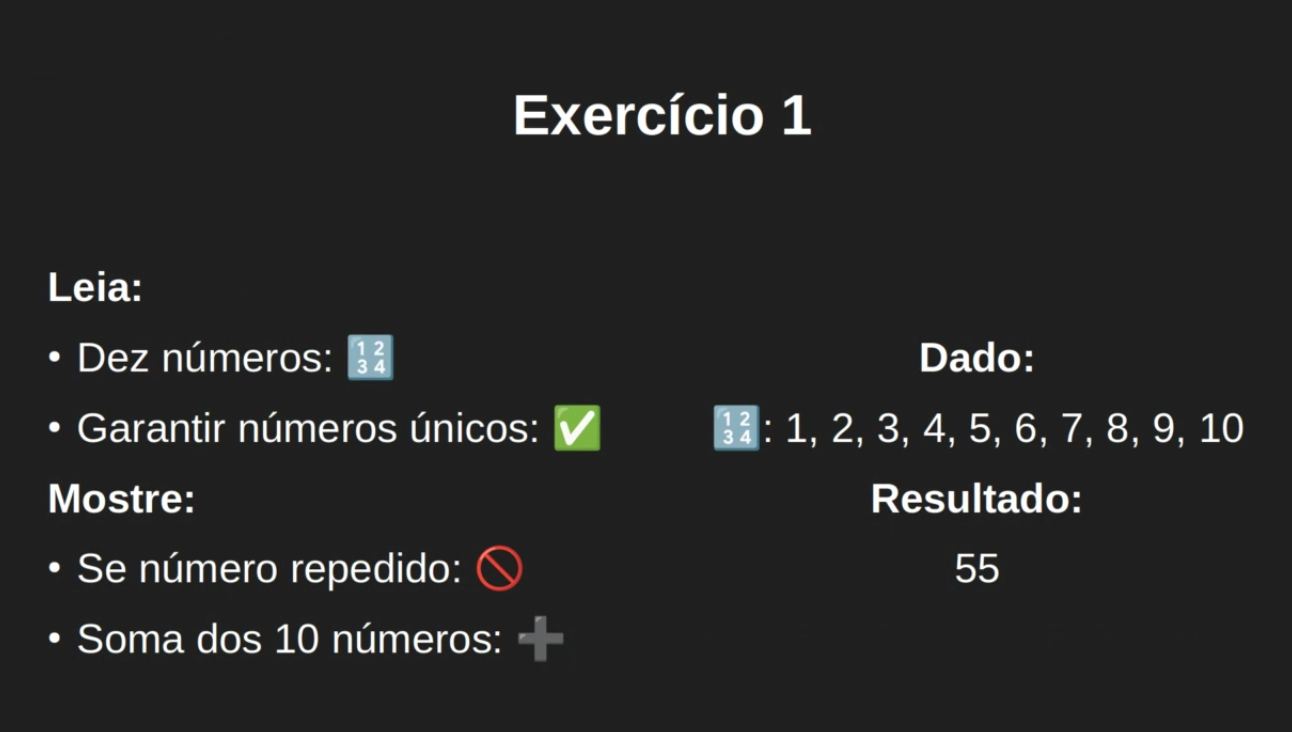 Exercício 1
Leia:
• Dez números: 🔢
• Garantir números únicos: ✅
Mostre:
• Se número repedido: 🚫
• Soma dos 10 números: ➕
Dado:
🔢: 1, 2, 3, 4, 5, 6, 7, 8, 9, 10
Resultado:
55